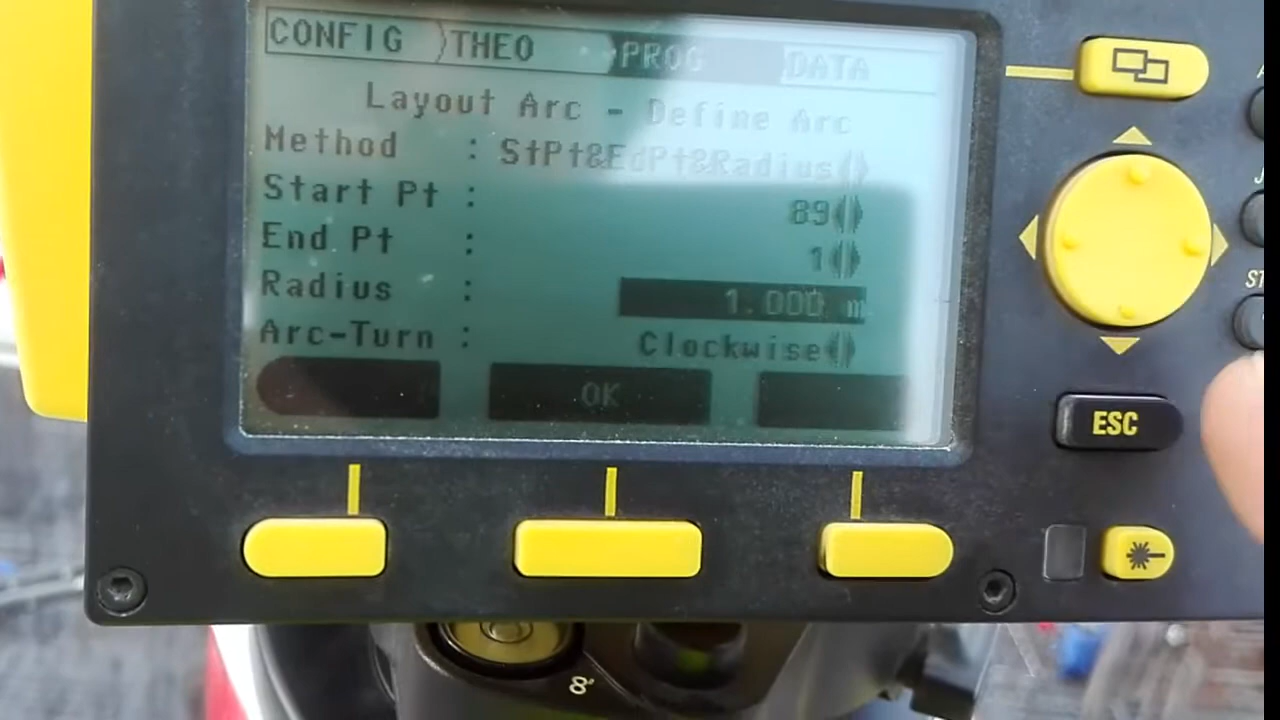 CONFIG THEO PROG DATA
Layout Arc - Define Arc
Method : StPt&EdPt&Radius
Start Pt : 89
End Pt : 1
Radius : 1.000 m
Arc-Turn : Clockwise
OK
ESC
8'